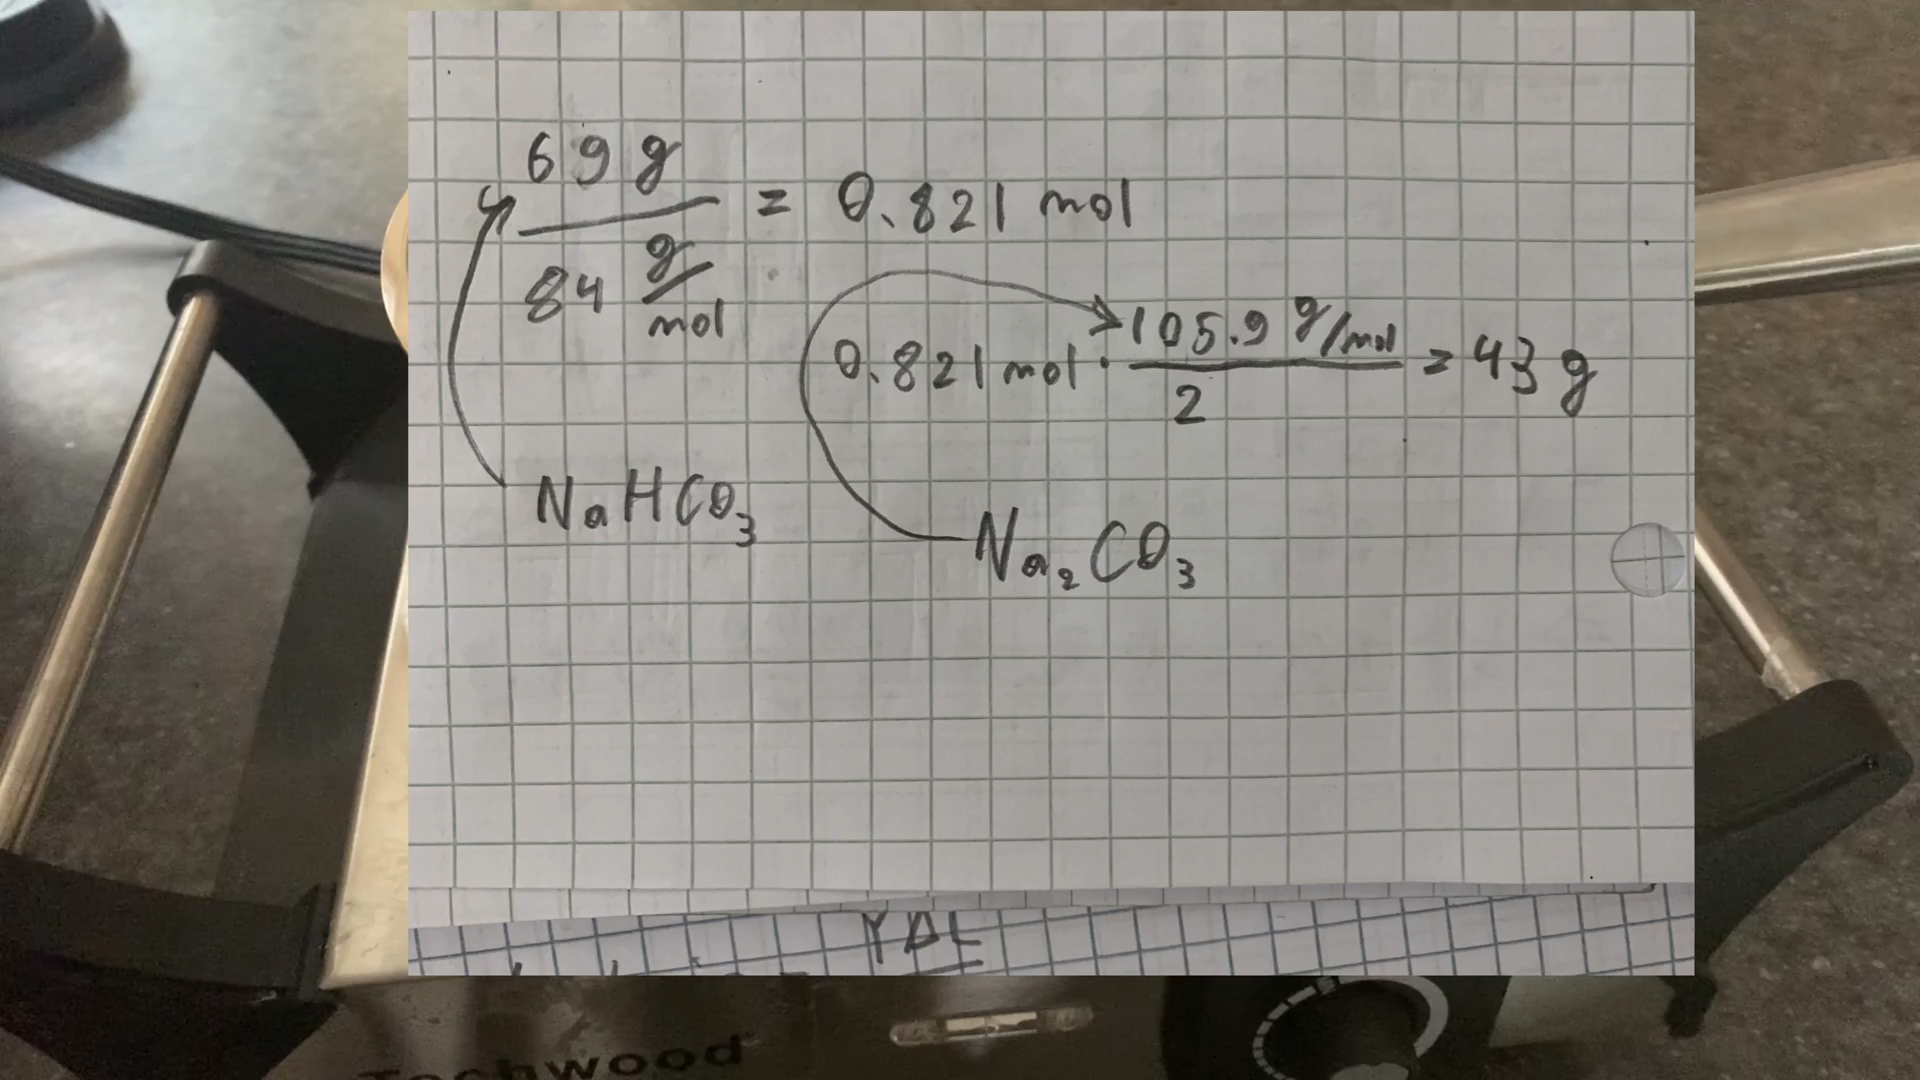 69 g / 84 g/mol = 0.821 mol
0.821 mol · 105.9 g/mol / 2 = 43 g
NaHCO₃
Na₂CO₃
Techwood